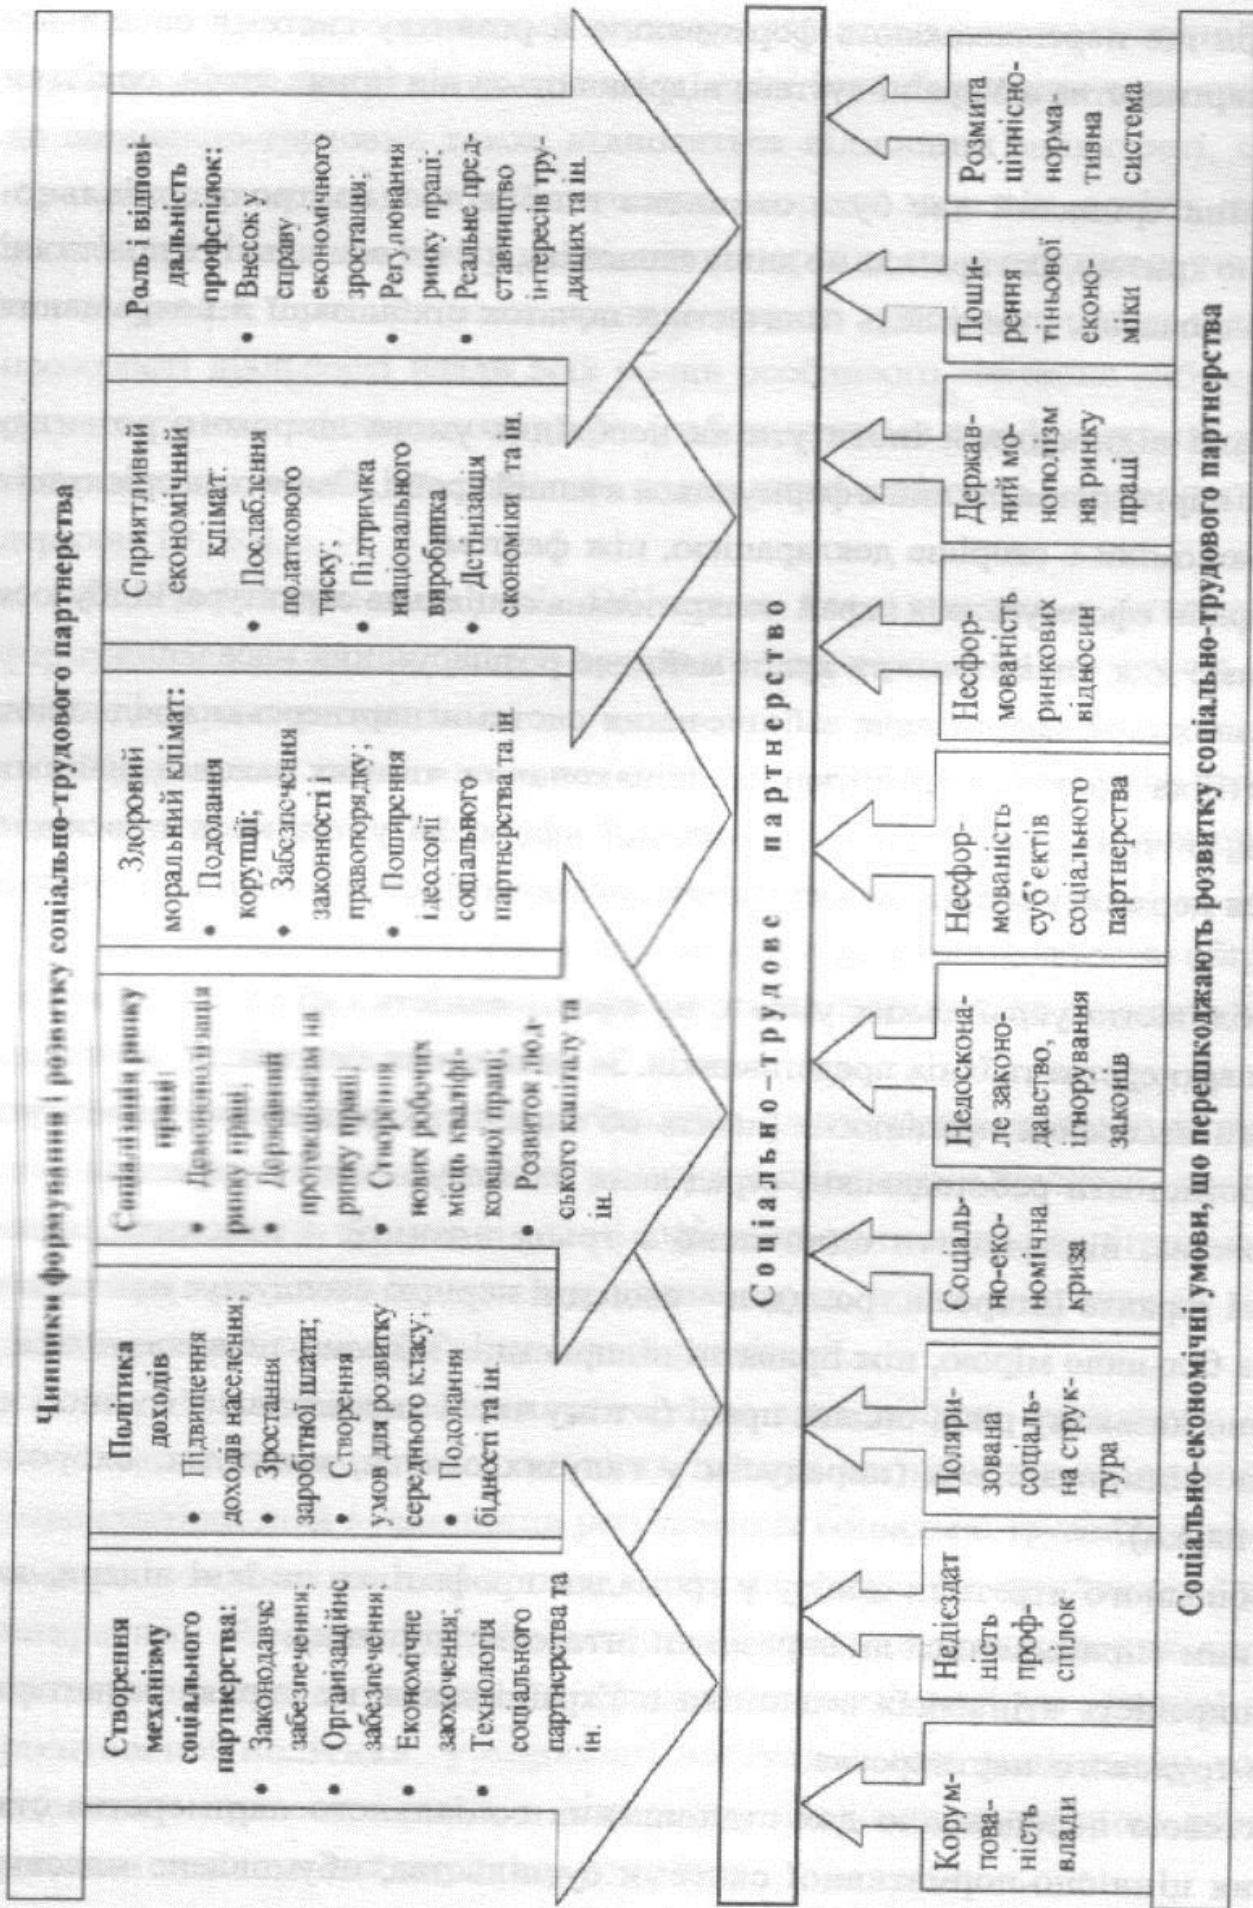 Чинники формування і розвитку соціально-трудового партнерства
Створення
механізму
соціального
партнерства:
• Законодавче
забезпечення;
• Організаційне
забезпечення;
• Економічне
заохочення;
• Технологія
соціального
партнерства та
ін.
Політика
доходів
• Підвищення
доходів населення;
• Зростання
заробітної плати;
• Створення
умов для розвитку
середнього класу;
• Подолання
бідності та ін
Соціалізація ринку
праці:
• Демонополізація
ринку праці;
• Державний
протекціонізм на
ринку праці;
• Створення
нових робочих
місць кваліфі-
кованої праці;
• Розвиток люд-
ського капіталу та
ін.
Здоровий
моральний клімат:
• Подолання
корупції;
• Забезпечення
законності і
правопорядку;
• Поширення
ідеології
соціального
партнерства та ін.
Сприятливий
економічний
клімат:
• Послаблення
податкового
тиску;
• Підтримка
національного
виробника
• Детінізація
економіки та ін.
Роль і відпові-
дальність
профспілок:
• Внесок у
справу
економічного
зростання;
• Регулювання
ринку праці;
• Реальне пред-
ставництво
інтересів тру-
дящих та ін.
Соціально-трудове партнерство
Корум-
пова-
ність
влади
Недієздат
ність
проф-
спілок
Поляри-
зована
соціаль-
на струк-
тура
Соціаль-
но-еко-
номічна
криза
Недоскона-
ле законо-
давство,
ігнорування
законів
Несфор-
мованість
суб'єктів
соціального
партнерства
Несфор-
мованість
ринкових
відносин
Держав-
ний мо-
нополізм
на ринку
праці
Поши-
рення
тіньової
еконо-
міки
Розмита
ціннісно-
норма-
тивна
система
Соціально-економічні умови, що перешкоджають розвитку соціально-трудового партнерства